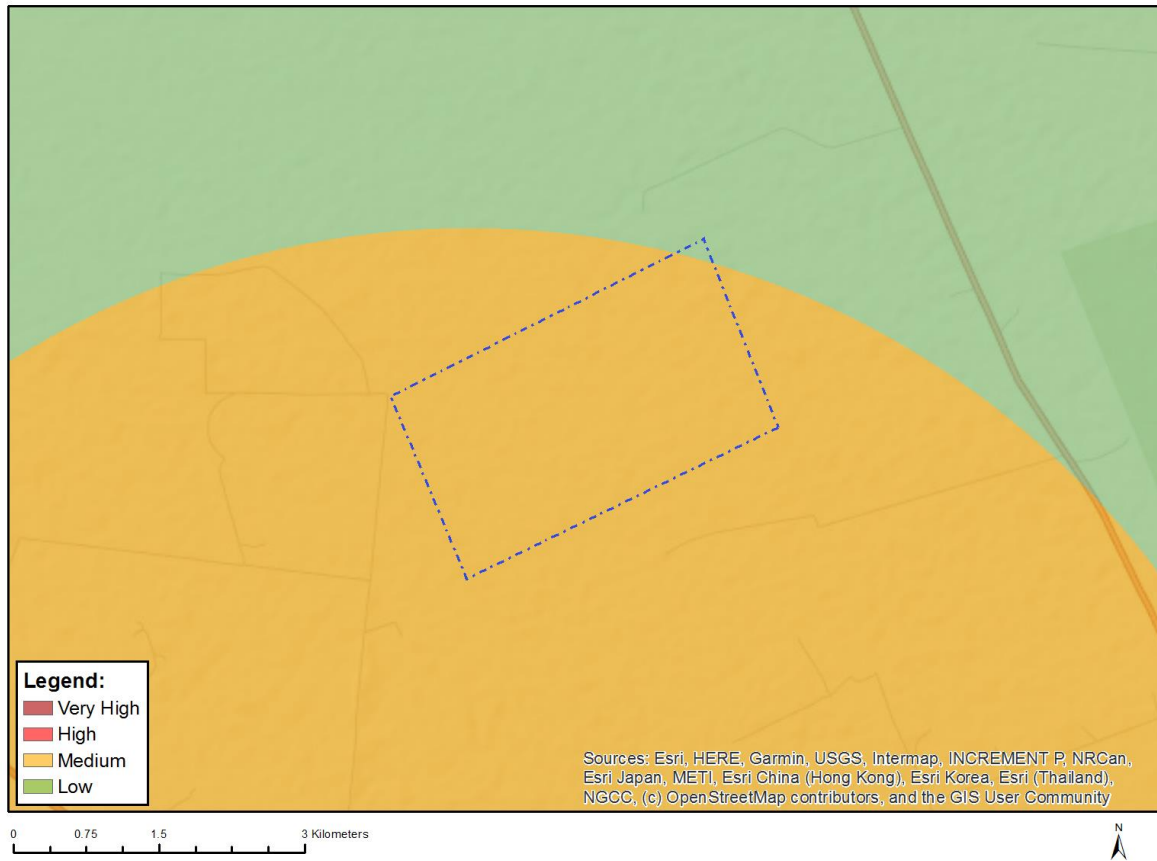 Legend:
Very High
High
Medium
Low
Sources: Esri, HERE, Garmin, USGS, Intermap, INCREMENT P, NRCan,
Esri Japan, METI, Esri China (Hong Kong), Esri Korea, Esri (Thailand),
NGCC, (c) OpenStreetMap contributors, and the GIS User Community
0 0.75 1.5 3 Kilometers
N